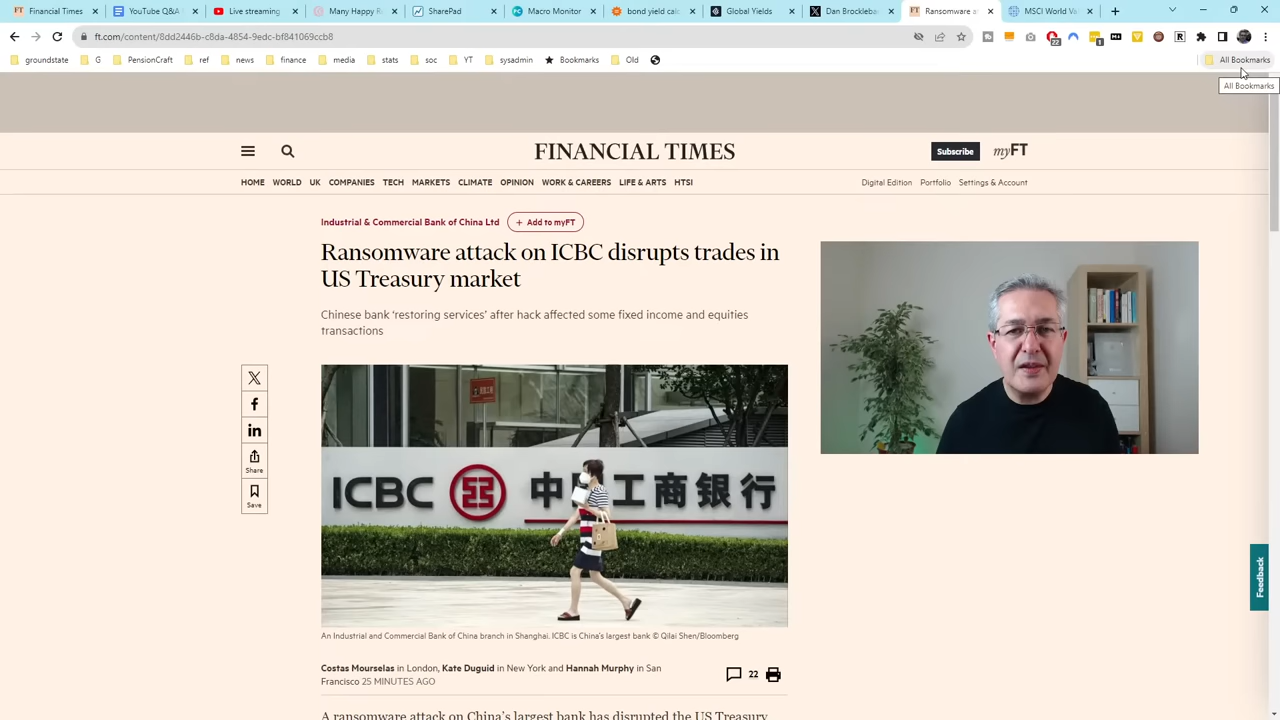 Financial Times
YouTube Q&A
Live streaming
My Price
SharePad
Macro Monitor
bond yield calc
Global Yields
Dan Brockleba
Ransomware a
MSCI World Va
ft.com/content/8dd2446b-c8da-4854-9edc-bf841069ccb8
22
1
groundstate
G
PensionCraft
ref
news
finance
media
stats
soc
YT
sysadmin
Bookmarks
Old
All Bookmarks
All Bookmarks
FINANCIAL TIMES
Subscribe
myFT
HOME WORLD UK COMPANIES TECH MARKETS CLIMATE OPINION WORK & CAREERS LIFE & ARTS HTSI
Digital Edition Portfolio Settings & Account
Industrial & Commercial Bank of China Ltd
+ Add to myFT
Ransomware attack on ICBC disrupts trades in
US Treasury market
Chinese bank ‘restoring services’ after hack affected some fixed income and equities
transactions
Share
Save
ICBC 中国工商银行
An Industrial and Commercial Bank of China branch in Shanghai. ICBC is China’s largest bank © Qilai Shen/Bloomberg
Costas Mourselas in London, Kate Duguid in New York and Hannah Murphy in San
Francisco 25 MINUTES AGO
22
A ransomware attack on China’s largest bank has disrupted the US Treasury
Feedback